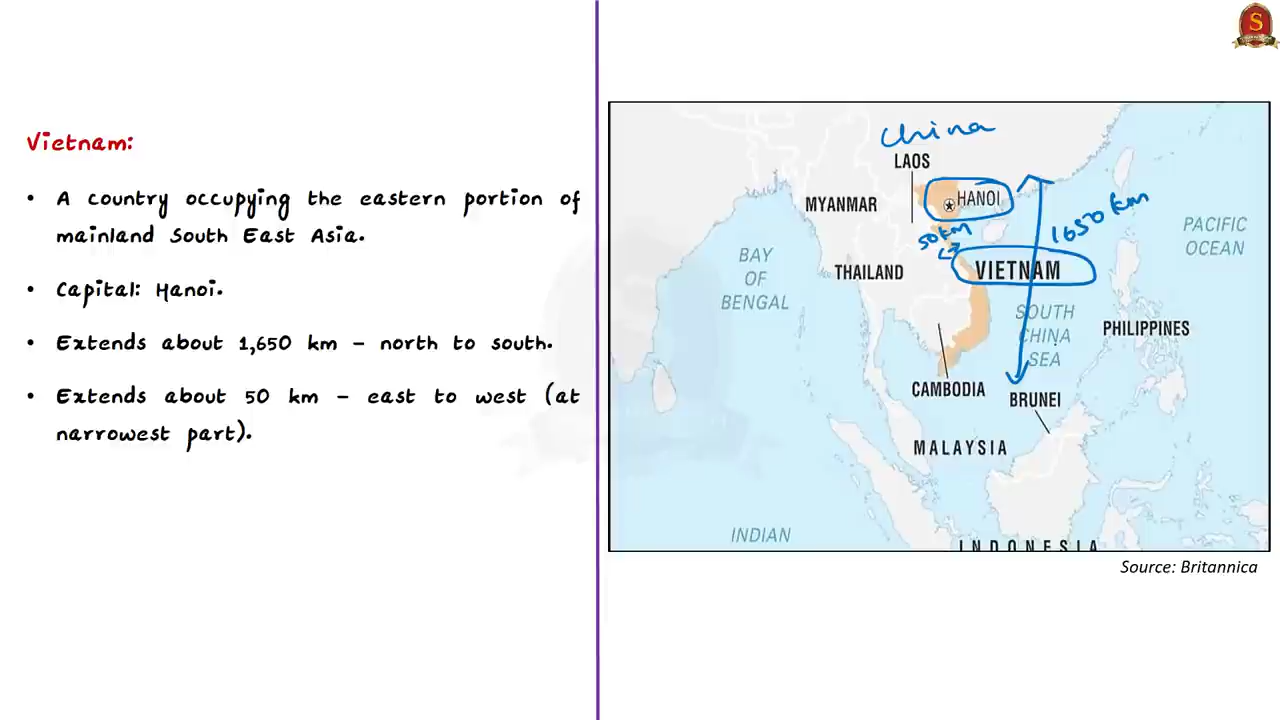 S
Vietnam:
• A country occupying the eastern portion of
mainland South East Asia.
• Capital: Hanoi.
• Extends about 1,650 km – north to south.
• Extends about 50 km – east to west (at
narrowest part).
China
LAOS
HANOI
MYANMAR
1650 km
50km
PACIFIC
OCEAN
BAY
OF
BENGAL
THAILAND
VIETNAM
SOUTH
CHINA
SEA
PHILIPPINES
CAMBODIA
BRUNEI
MALAYSIA
INDIAN
INDONESIA
Source: Britannica